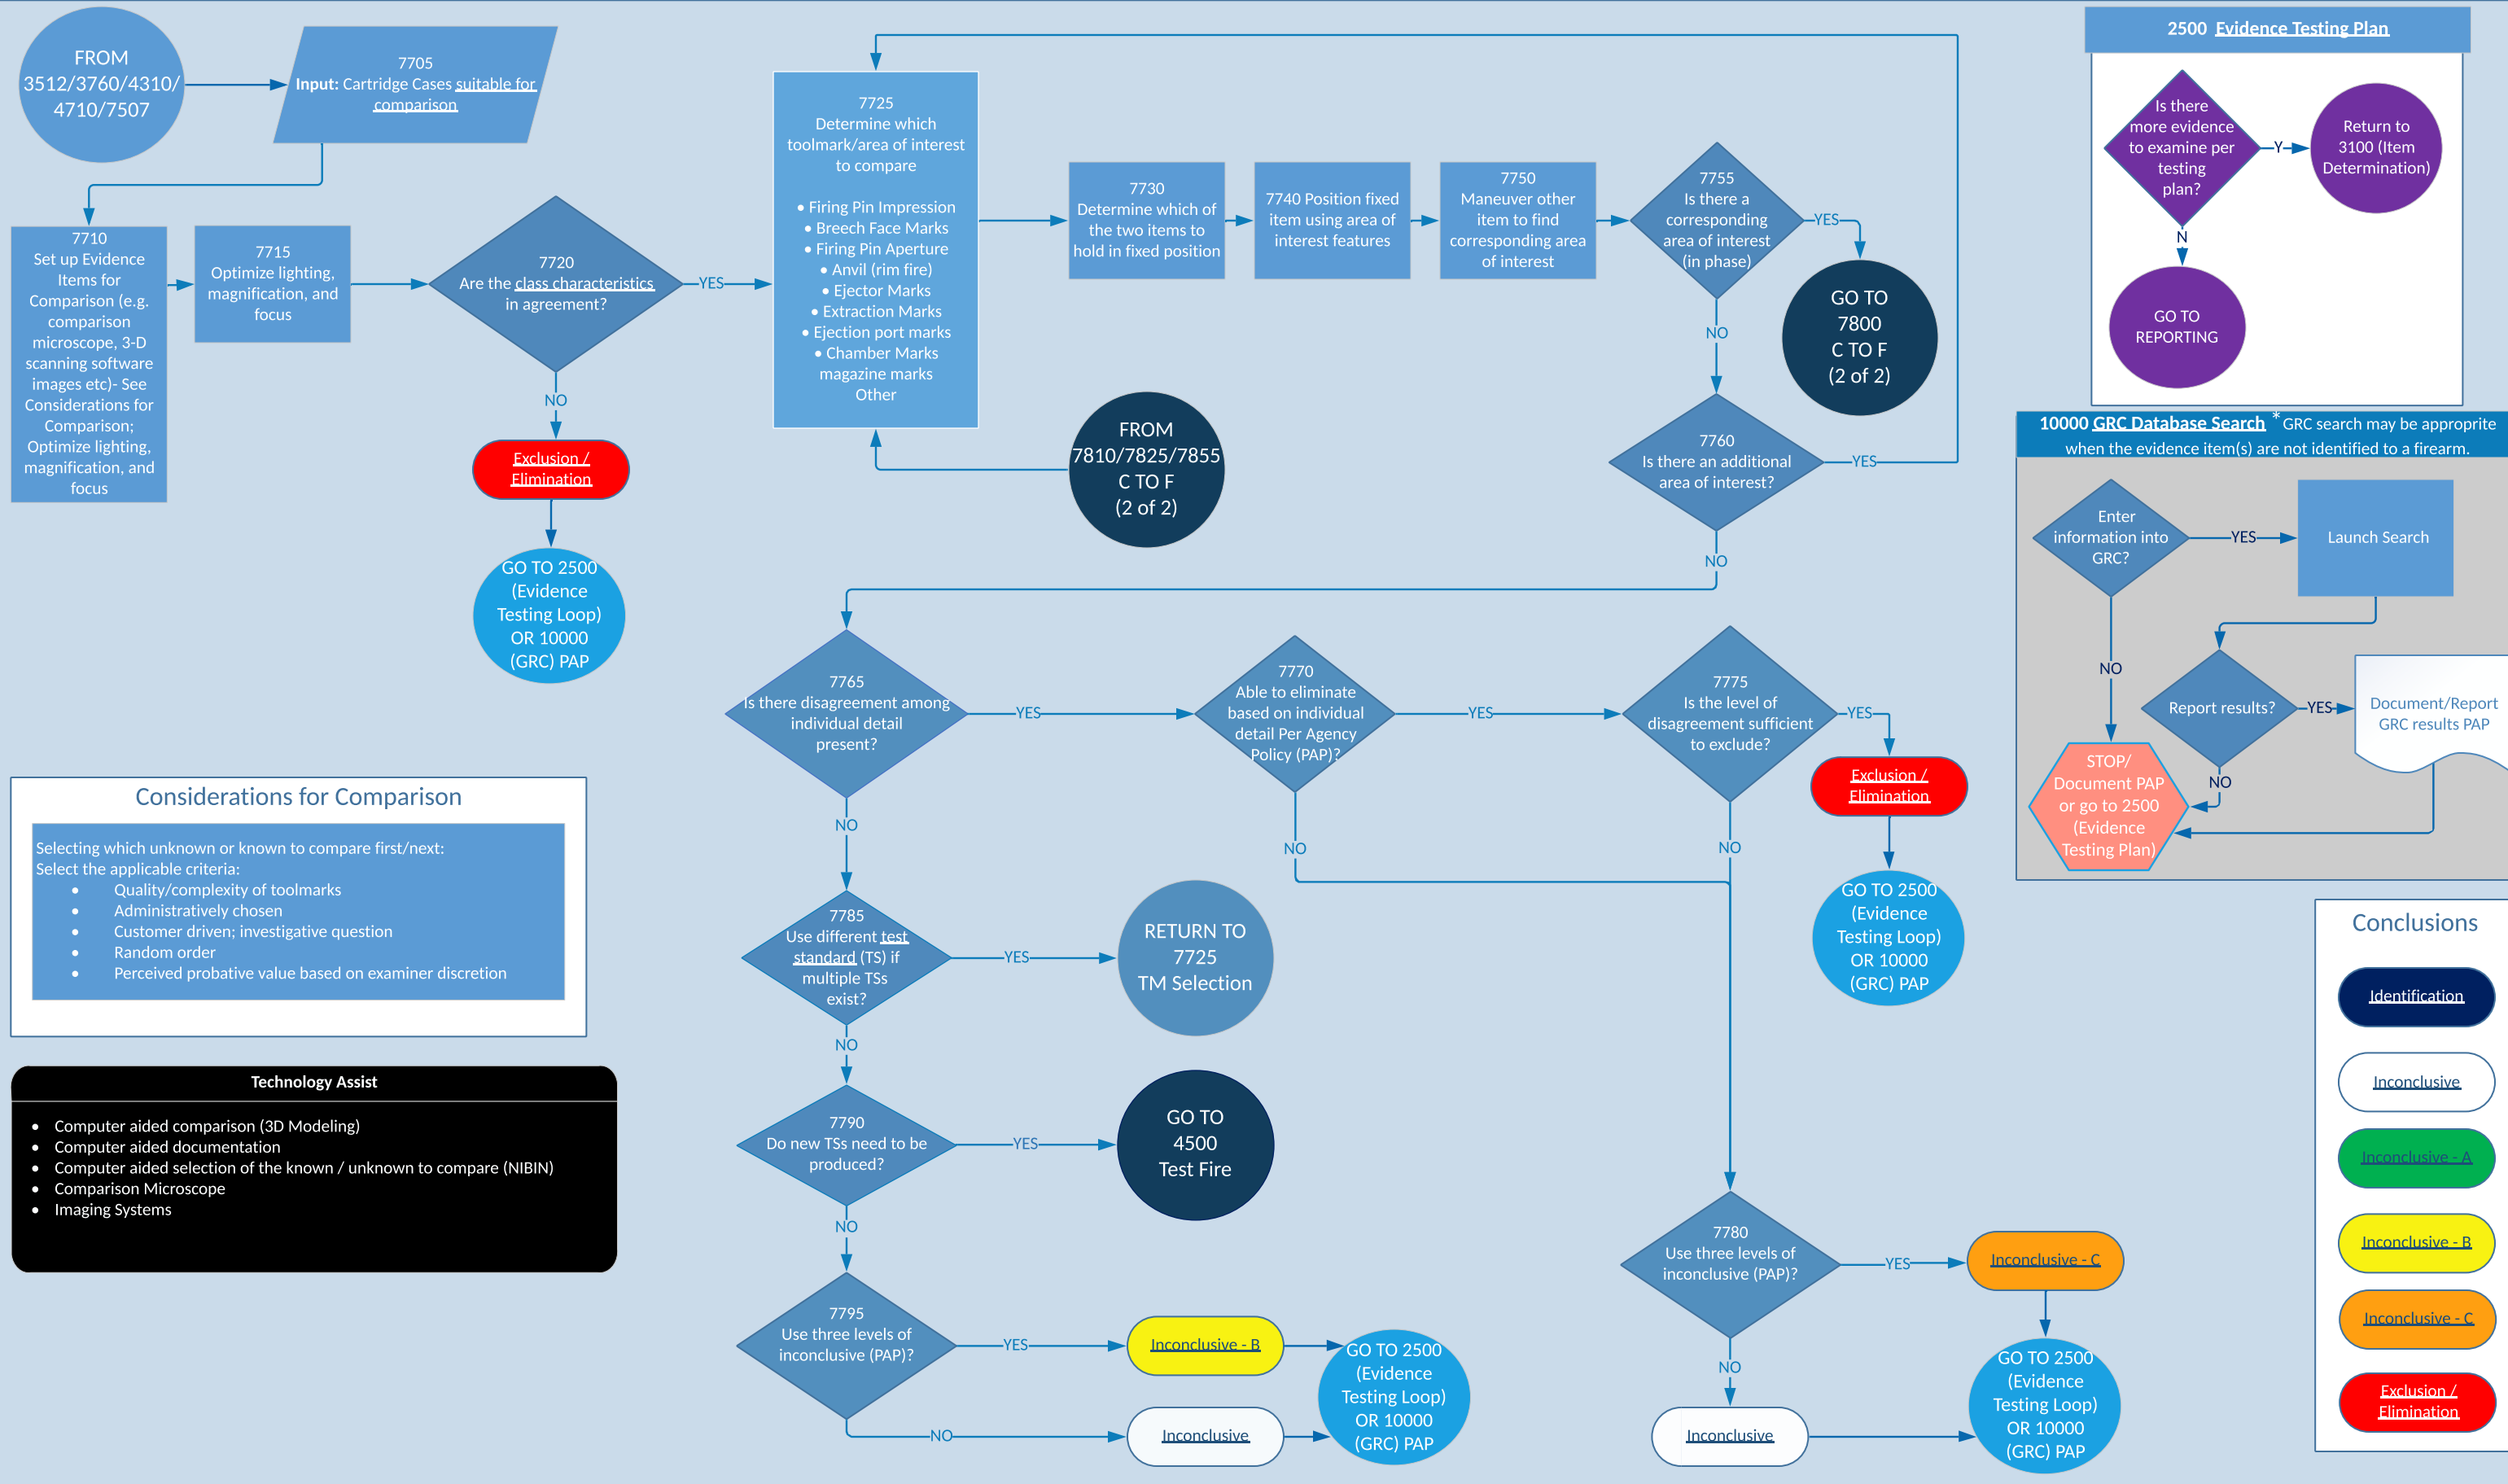 FROM
3512/3760/4310/
4710/7507
7705
Input: Cartridge Cases suitable for
comparison
7710
Set up Evidence
Items for
Comparison (e.g.
comparison
microscope, 3-D
scanning software
images etc)- See
Considerations for
Comparison;
Optimize lighting,
magnification, and
focus
7715
Optimize lighting,
magnification, and
focus
7720
Are the class characteristics
in agreement?
YES
NO
Exclusion /
Elimination
GO TO 2500
(Evidence
Testing Loop)
OR 10000
(GRC) PAP
7725
Determine which
toolmark/area of interest
to compare
• Firing Pin Impression
• Breech Face Marks
• Firing Pin Aperture
• Anvil (rim fire)
• Ejector Marks
• Extraction Marks
• Ejection port marks
• Chamber Marks
magazine marks
Other
FROM
7810/7825/7855
C TO F
(2 of 2)
7730
Determine which of
the two items to
hold in fixed position
7740 Position fixed
item using area of
interest features
7750
Maneuver other
item to find
corresponding area
of interest
7755
Is there a
corresponding
area of interest
(in phase)
YES
GO TO
7800
C TO F
(2 of 2)
NO
7760
Is there an additional
area of interest?
YES
NO
7765
Is there disagreement among
individual detail
present?
YES
7770
Able to eliminate
based on individual
detail Per Agency
Policy (PAP)?
YES
7775
Is the level of
disagreement sufficient
to exclude?
YES
Exclusion /
Elimination
GO TO 2500
(Evidence
Testing Loop)
OR 10000
(GRC) PAP
NO
NO
NO
7785
Use different test
standard (TS) if
multiple TSs
exist?
YES
RETURN TO
7725
TM Selection
NO
7790
Do new TSs need to be
produced?
YES
GO TO
4500
Test Fire
NO
7795
Use three levels of
inconclusive (PAP)?
YES
Inconclusive - B
NO
Inconclusive
GO TO 2500
(Evidence
Testing Loop)
OR 10000
(GRC) PAP
7780
Use three levels of
inconclusive (PAP)?
YES
Inconclusive - C
NO
Inconclusive
GO TO 2500
(Evidence
Testing Loop)
OR 10000
(GRC) PAP
Considerations for Comparison
Selecting which unknown or known to compare first/next:
Select the applicable criteria:
• Quality/complexity of toolmarks
• Administratively chosen
• Customer driven; investigative question
• Random order
• Perceived probative value based on examiner discretion
Technology Assist
• Computer aided comparison (3D Modeling)
• Computer aided documentation
• Computer aided selection of the known / unknown to compare (NIBIN)
• Comparison Microscope
• Imaging Systems
2500 Evidence Testing Plan
Is there
more evidence
to examine per
testing
plan?
Y
Return to
3100 (Item
Determination)
N
GO TO
REPORTING
10000 GRC Database Search * GRC search may be approprite
when the evidence item(s) are not identified to a firearm.
Enter
information into
GRC?
YES
Launch Search
NO
Report results?
YES
Document/Report
GRC results PAP
NO
STOP/
Document PAP
or go to 2500
(Evidence
Testing Plan)
Conclusions
Identification
Inconclusive
Inconclusive - A
Inconclusive - B
Inconclusive - C
Exclusion /
Elimination